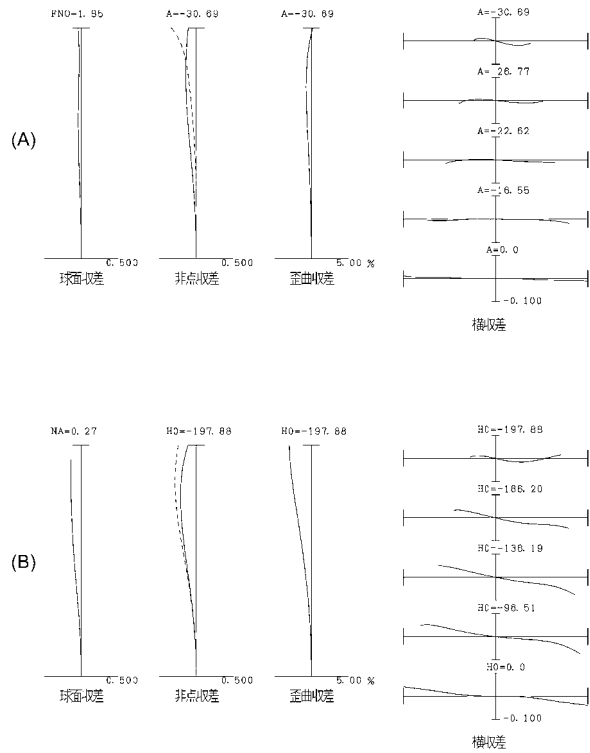 (A)
FNO=1.85
A=-30.69
A=-30.69
0.500
球面収差
0.500
非点収差
5.00 %
歪曲収差
A=-30.69
A=-26.77
A=-22.62
A=-16.55
A=0.0
-0.100
横収差
(B)
NA=0.27
H0=-197.88
H0=-197.88
0.500
球面収差
0.500
非点収差
5.00 %
歪曲収差
H0=-197.88
H0=-166.20
H0=-136.19
H0=-96.51
H0=0.0
-0.100
横収差